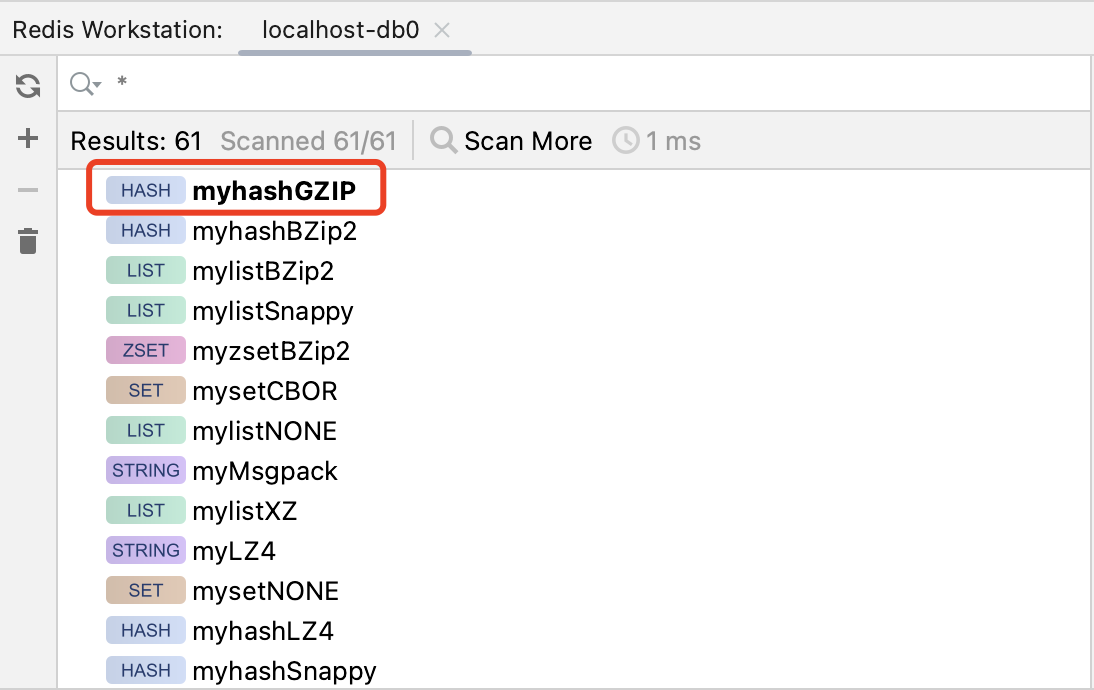 Redis Workstation: localhost-db0
*
Results: 61 Scanned 61/61 Scan More 1 ms
HASH myhashGZIP
HASH myhashBZip2
LIST mylistBZip2
LIST mylistSnappy
ZSET myzsetBZip2
SET mysetCBOR
LIST mylistNONE
STRING myMsgpack
LIST mylistXZ
STRING myLZ4
SET mysetNONE
HASH myhashLZ4
HASH myhashSnappy